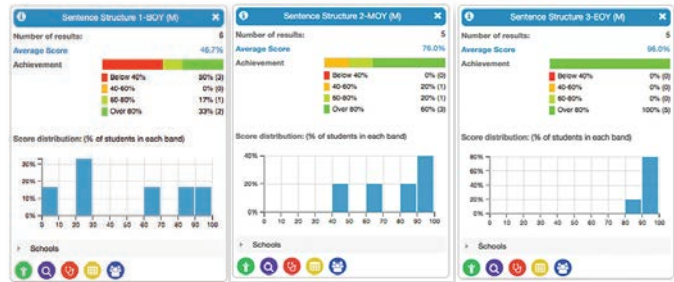 Sentence Structure 1-BOY (M)
Number of results: 6
Average Score 46.7%
Achievement
Below 40% 50% (3)
40-60% 0% (0)
60-80% 17% (1)
Over 80% 33% (2)
Score distribution: (% of students in each band)
30%
20%
10%
0%
0 10 20 30 40 50 60 70 80 90 100
Schools
Sentence Structure 2-MOY (M)
Number of results: 5
Average Score 76.0%
Achievement
Below 40% 0% (0)
40-60% 20% (1)
60-80% 20% (1)
Over 80% 60% (3)
Score distribution: (% of students in each band)
40%
20%
0%
0 10 20 30 40 50 60 70 80 90 100
Schools
Sentence Structure 3-EOY (M)
Number of results: 5
Average Score 96.0%
Achievement
Below 40% 0% (0)
40-60% 0% (0)
60-80% 0% (0)
Over 80% 100% (5)
Score distribution: (% of students in each band)
80%
60%
40%
20%
0%
0 10 20 30 40 50 60 70 80 90 100
Schools